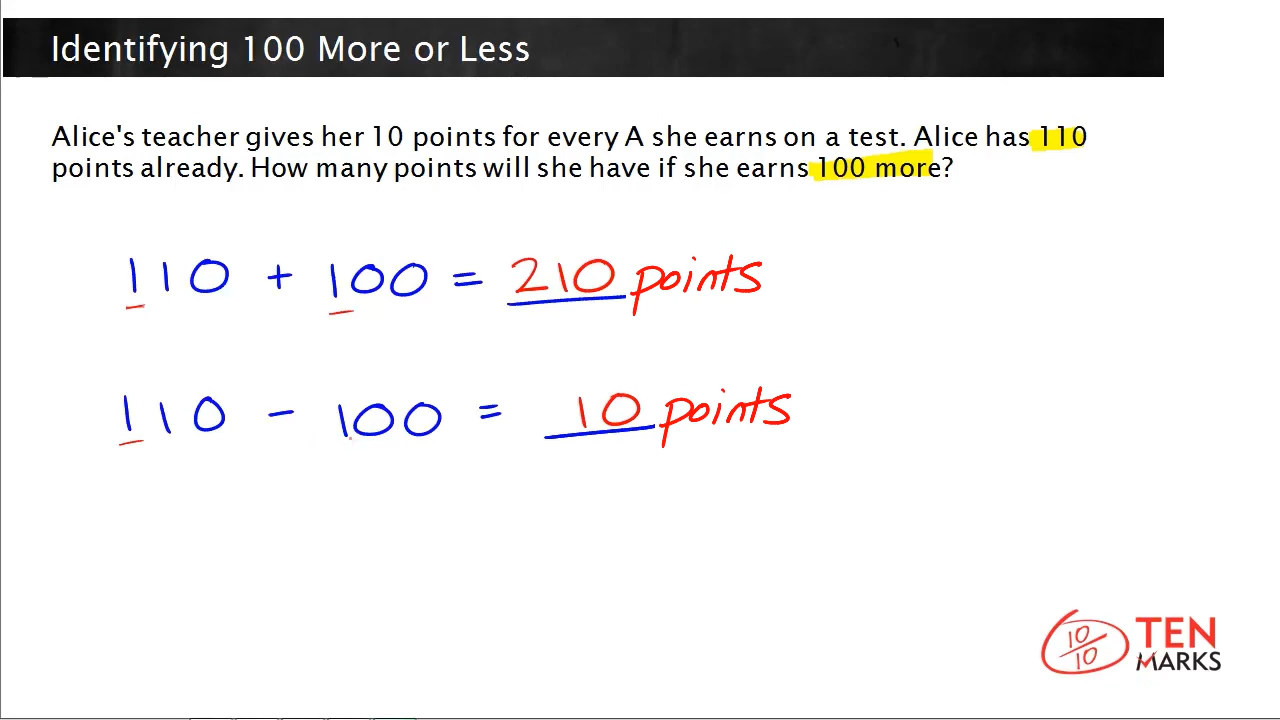 Identifying 100 More or Less
Alice's teacher gives her 10 points for every A she earns on a test. Alice has 110
points already. How many points will she have if she earns 100 more?
110 + 100 = 210 points
110 - 100 = 10 points
10
10
TEN
MARKS